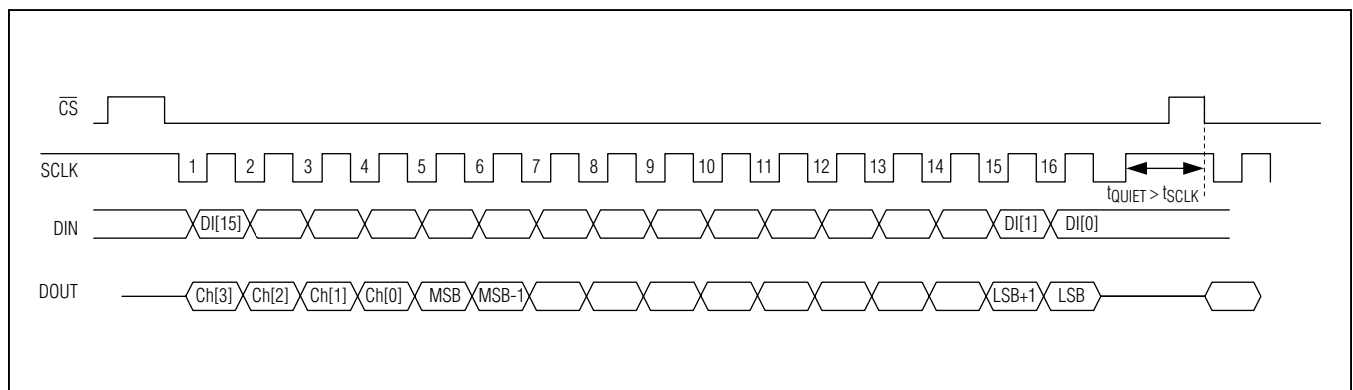 CS
SCLK 1 2 3 4 5 6 7 8 9 10 11 12 13 14 15 16
tQUIET > tSCLK
DIN DI[15] DI[1] DI[0]
DOUT Ch[3] Ch[2] Ch[1] Ch[0] MSB MSB-1 LSB+1 LSB